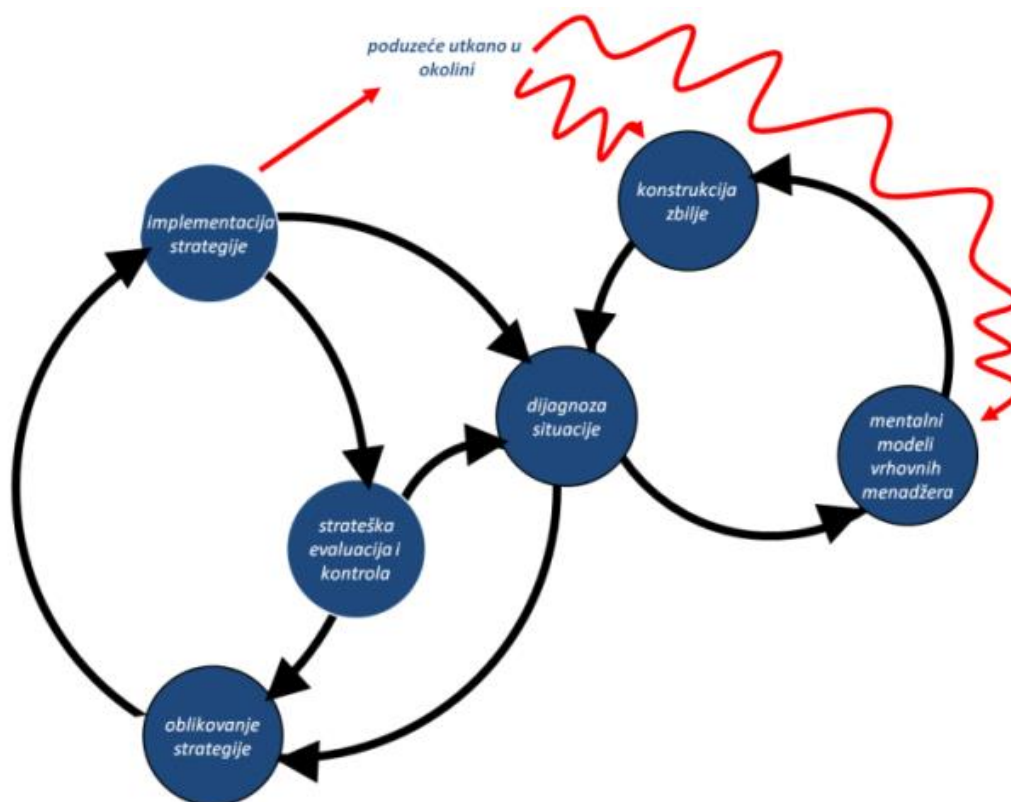 poduzeće utkano u
okolini
konstrukcija
zbilje
implementacija
strategije
dijagnoza
situacije
mentalni
modeli
vrhovnih
menadžera
strateška
evaluacija i
kontrola
oblikovanje
strategije